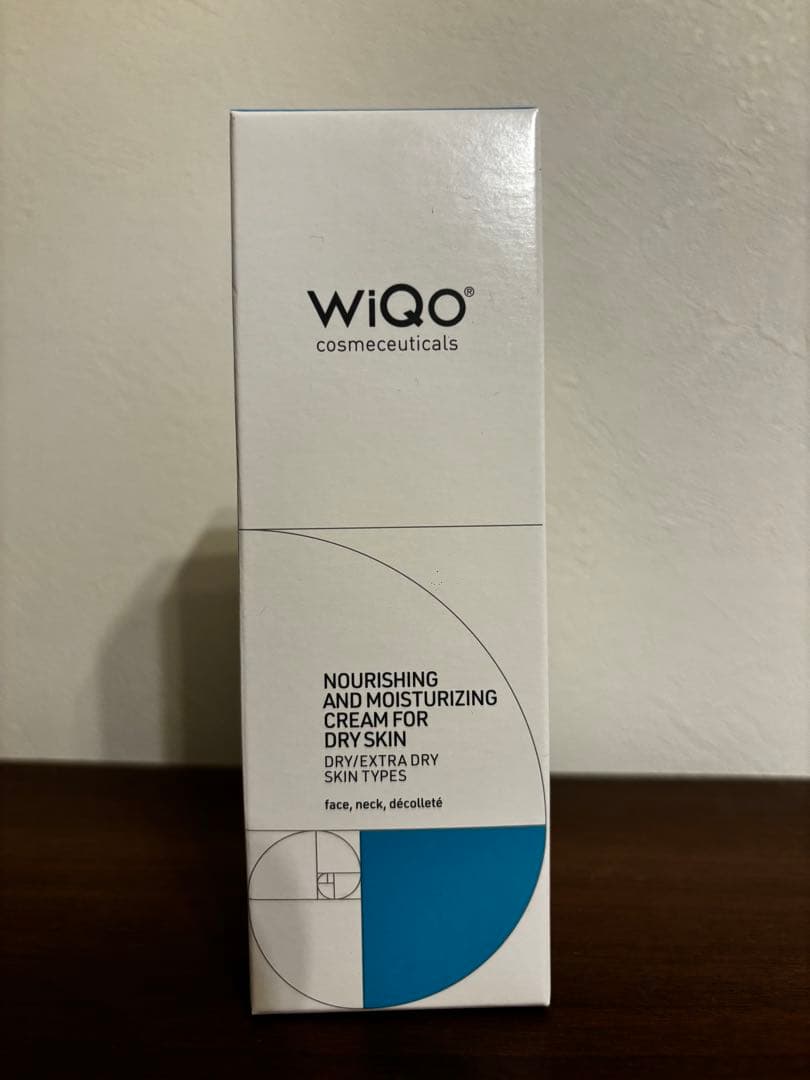 WiQo®
cosmeceuticals
NOURISHING
AND MOISTURIZING
CREAM FOR
DRY SKIN
DRY/EXTRA DRY
SKIN TYPES
face, neck, décolleté